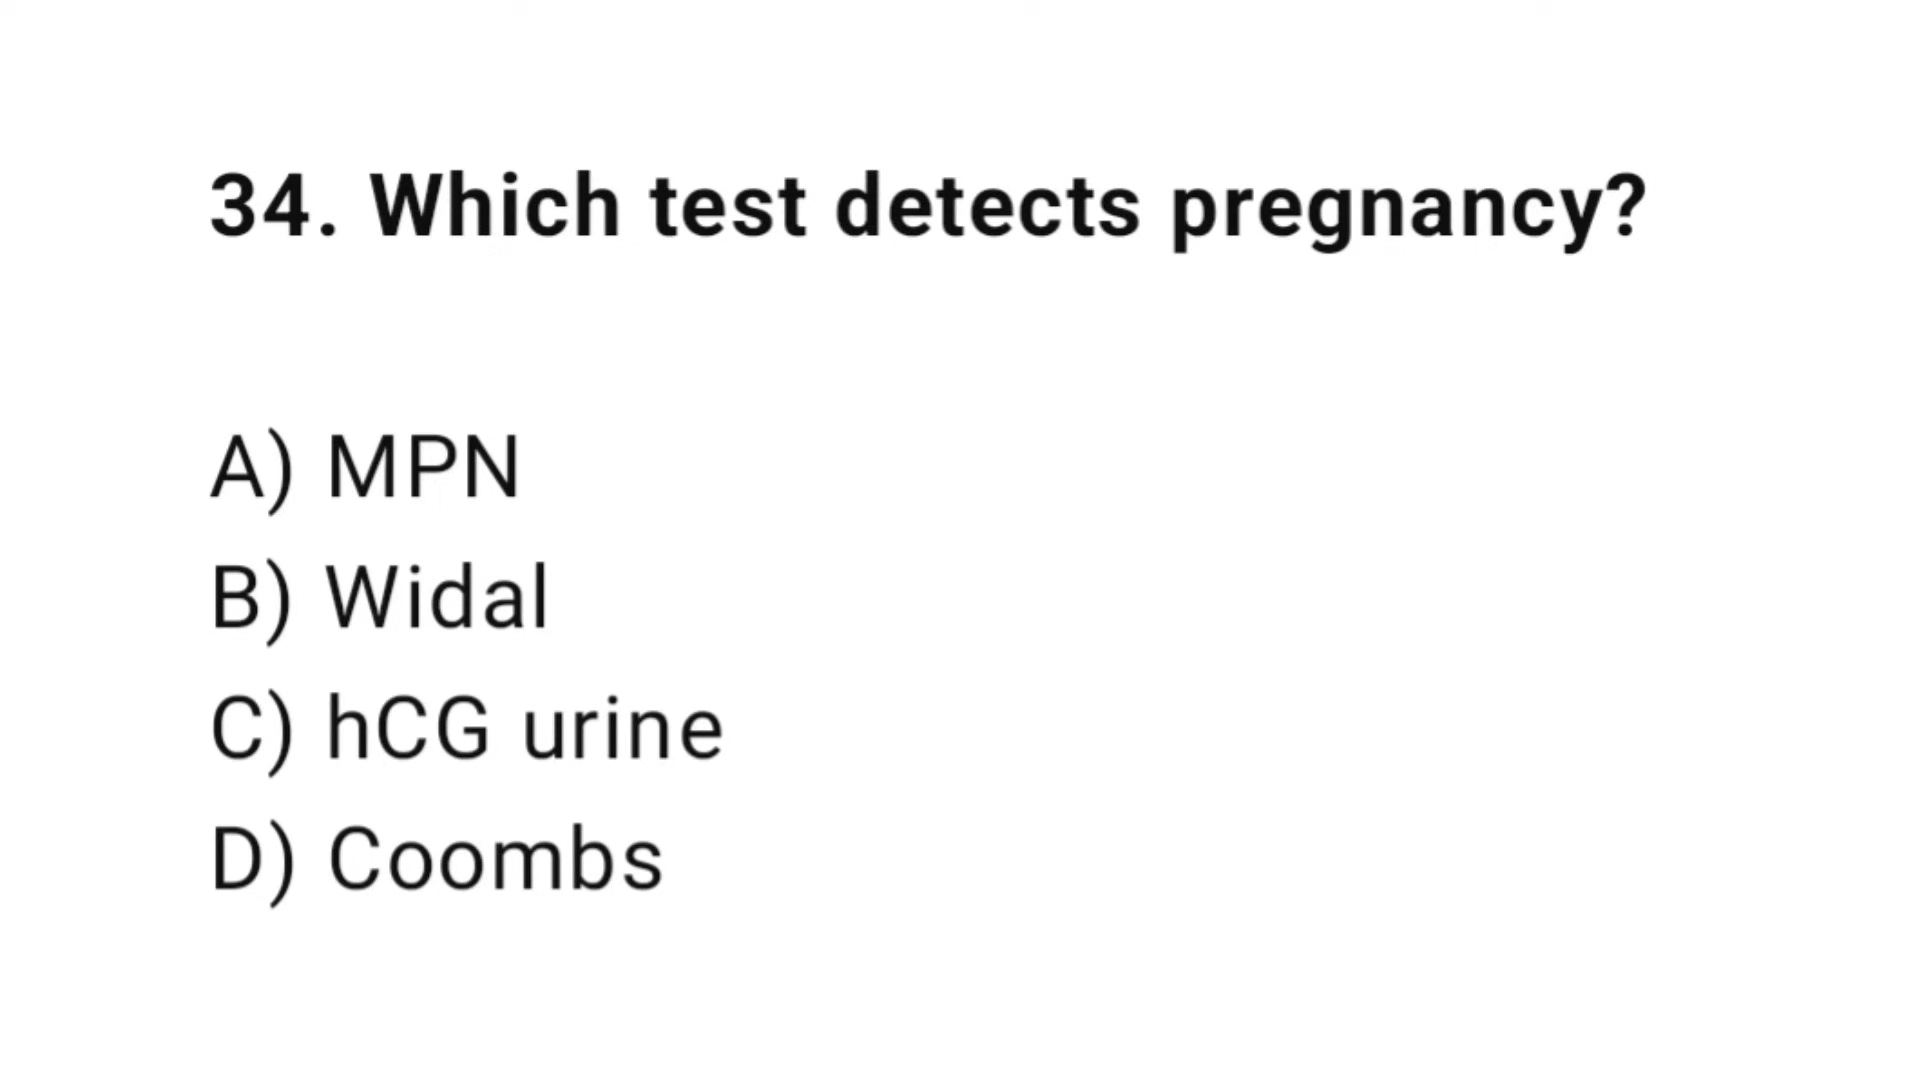 34. Which test detects pregnancy?
A) MPN
B) Widal
C) hCG urine
D) Coombs